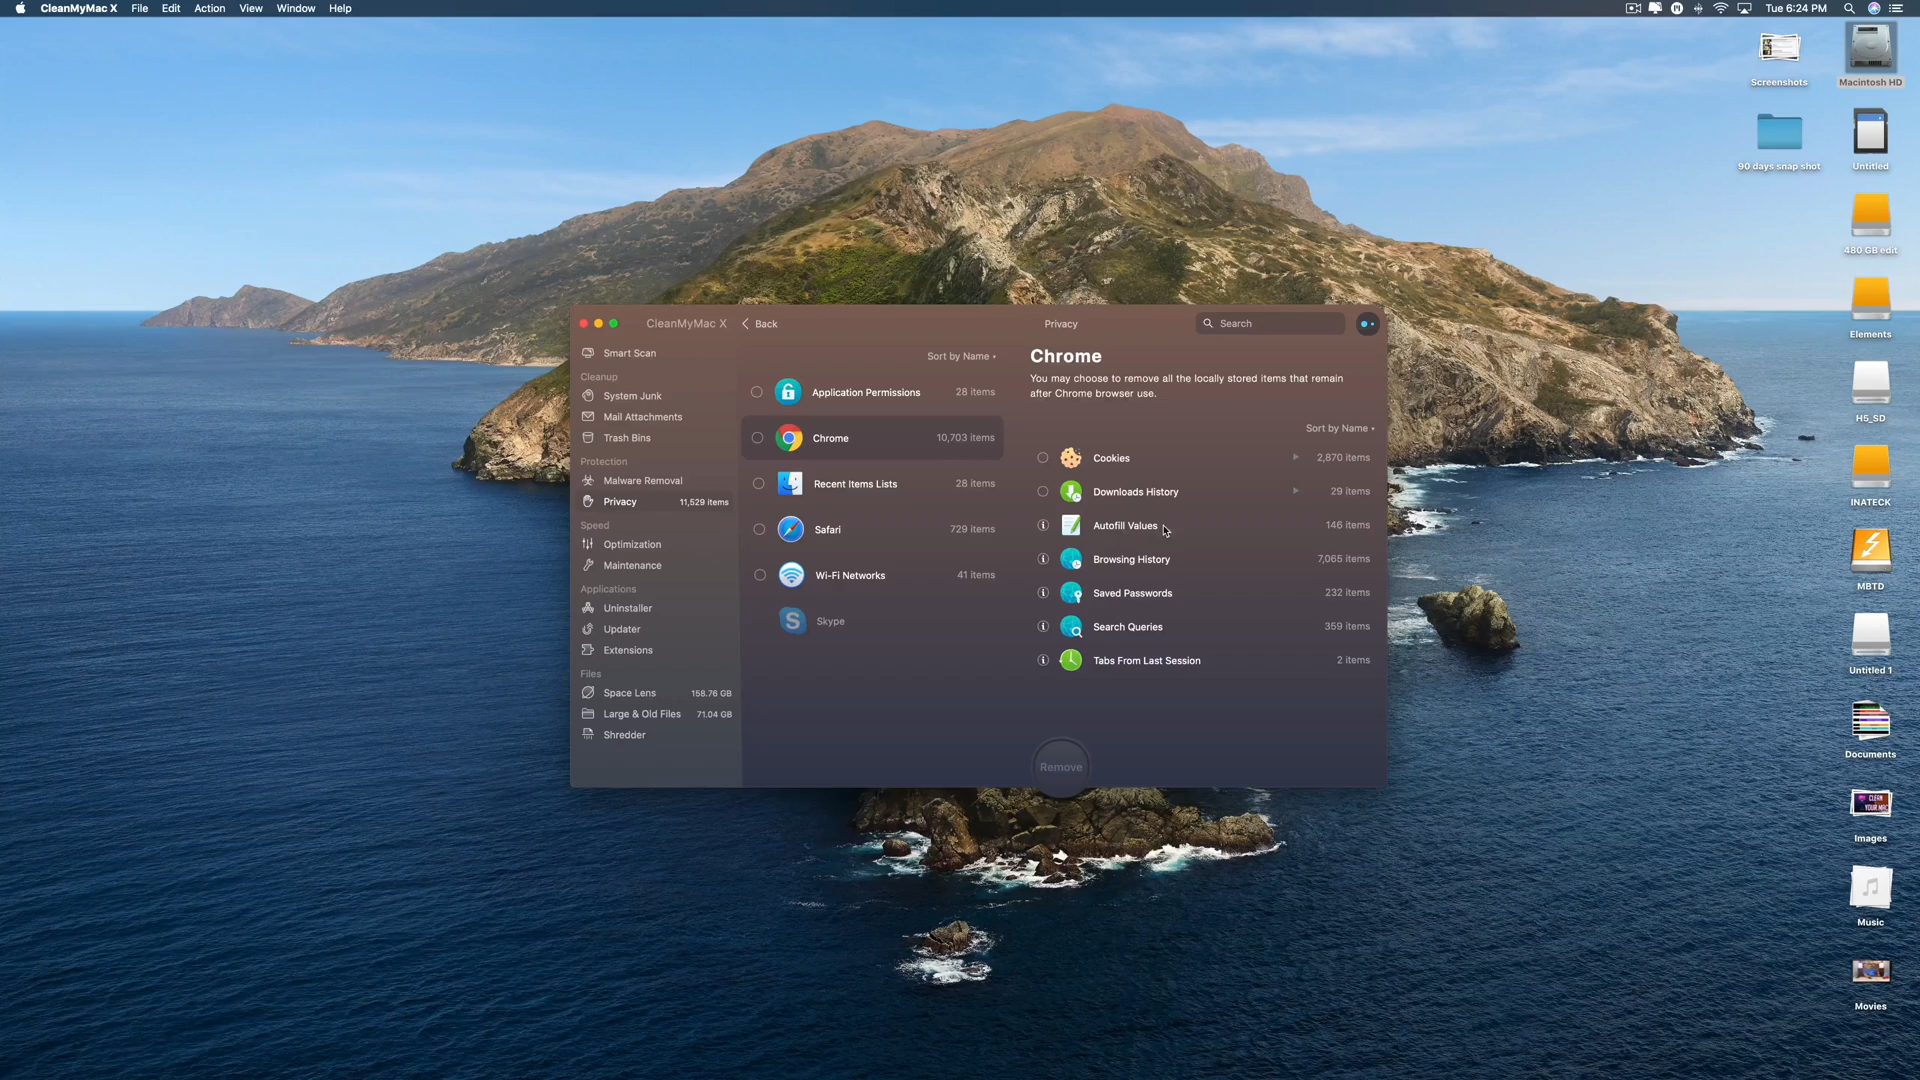 CleanMyMac X File Edit Action View Window Help
Tue 6:24 PM
Screenshots
Macintosh HD
90 days snap shot
Untitled
480 GB edit
Elements
H5_SD
INATECK
MBTD
Untitled 1
Documents
CLEAN
YOUR MAC
Images
Music
Movies
CleanMyMac X
Back
Privacy
Search
Smart Scan
Cleanup
System Junk
Mail Attachments
Trash Bins
Protection
Malware Removal
Privacy 11,529 items
Speed
Optimization
Maintenance
Applications
Uninstaller
Updater
Extensions
Files
Space Lens 158.76 GB
Large & Old Files 71.04 GB
Shredder
Sort by Name
Application Permissions 28 items
Chrome 10,703 items
Recent Items Lists 28 items
Safari 729 items
Wi-Fi Networks 41 items
S Skype
Chrome
You may choose to remove all the locally stored items that remain
after Chrome browser use.
Sort by Name
Cookies 2,870 items
Downloads History 29 items
Autofill Values 146 items
Browsing History 7,065 items
Saved Passwords 232 items
Search Queries 359 items
Tabs From Last Session 2 items
Remove